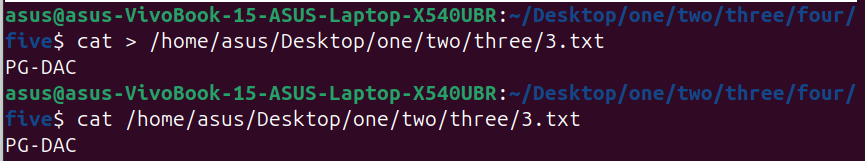 asus@asus-VivoBook-15-ASUS-Laptop-X540UBR:~/Desktop/one/two/three/four/
five$ cat > /home/asus/Desktop/one/two/three/3.txt
PG-DAC
asus@asus-VivoBook-15-ASUS-Laptop-X540UBR:~/Desktop/one/two/three/four/
five$ cat /home/asus/Desktop/one/two/three/3.txt
PG-DAC